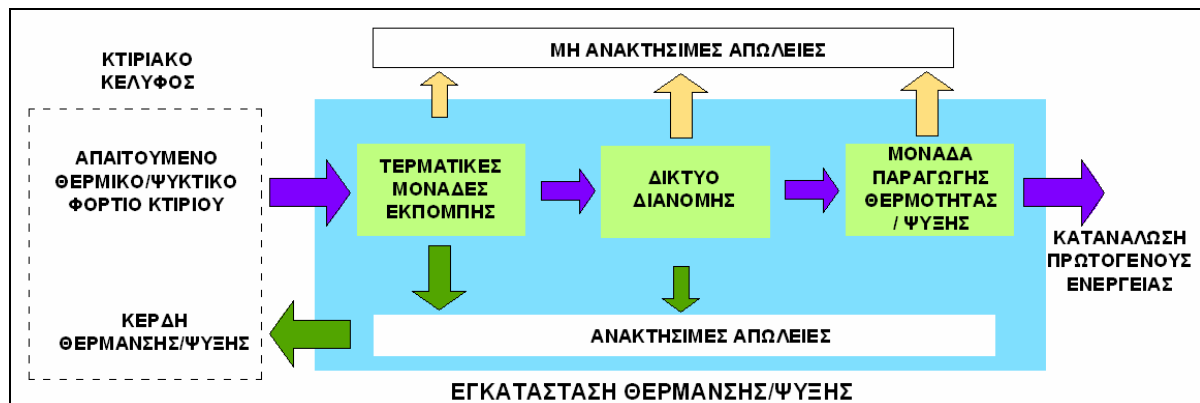 ΜΗ ΑΝΑΚΤΗΣΙΜΕΣ ΑΠΩΛΕΙΕΣ
ΚΤΙΡΙΑΚΟ
ΚΕΛΥΦΟΣ
ΑΠΑΙΤΟΥΜΕΝΟ
ΘΕΡΜΙΚΟ/ΨΥΚΤΙΚΟ
ΦΟΡΤΙΟ ΚΤΙΡΙΟΥ
ΤΕΡΜΑΤΙΚΕΣ
ΜΟΝΑΔΕΣ
ΕΚΠΟΜΠΗΣ
ΔΙΚΤΥΟ
ΔΙΑΝΟΜΗΣ
ΜΟΝΑΔΑ
ΠΑΡΑΓΩΓΗΣ
ΘΕΡΜΟΤΗΤΑΣ
/ ΨΥΞΗΣ
ΚΑΤΑΝΑΛΩΣΗ
ΠΡΩΤΟΓΕΝΟΥΣ
ΕΝΕΡΓΕΙΑΣ
ΚΕΡΔΗ
ΘΕΡΜΑΝΣΗΣ/ΨΥΞΗΣ
ΑΝΑΚΤΗΣΙΜΕΣ ΑΠΩΛΕΙΕΣ
ΕΓΚΑΤΑΣΤΑΣΗ ΘΕΡΜΑΝΣΗΣ/ΨΥΞΗΣ